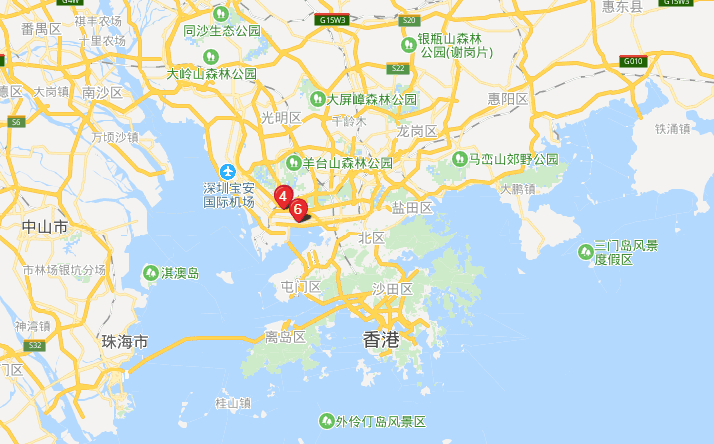 G4W
祺丰农场
同沙生态公园
G15W3
S20
惠东县
G15W3
番禺区
十里农场
银瓶山森林
公园(谢岗片)
大岭山森林公园
S22
G010
大岗镇
南沙区
大屏嶂森林公园
惠阳区
德区
S6
光明区
千龄木
龙岗区
铁涌镇
万顷沙镇
羊台山森林公园
马峦山郊野公园
深圳宝安
国际机场
大鹏镇
4
6
盐田区
中山市
北区
三门岛风景
度假区
市林场银坑分场
淇澳岛
屯门区
沙田区
神湾镇
S32
珠海市
离岛区
香港
门区
桂山镇
外伶仃岛风景区